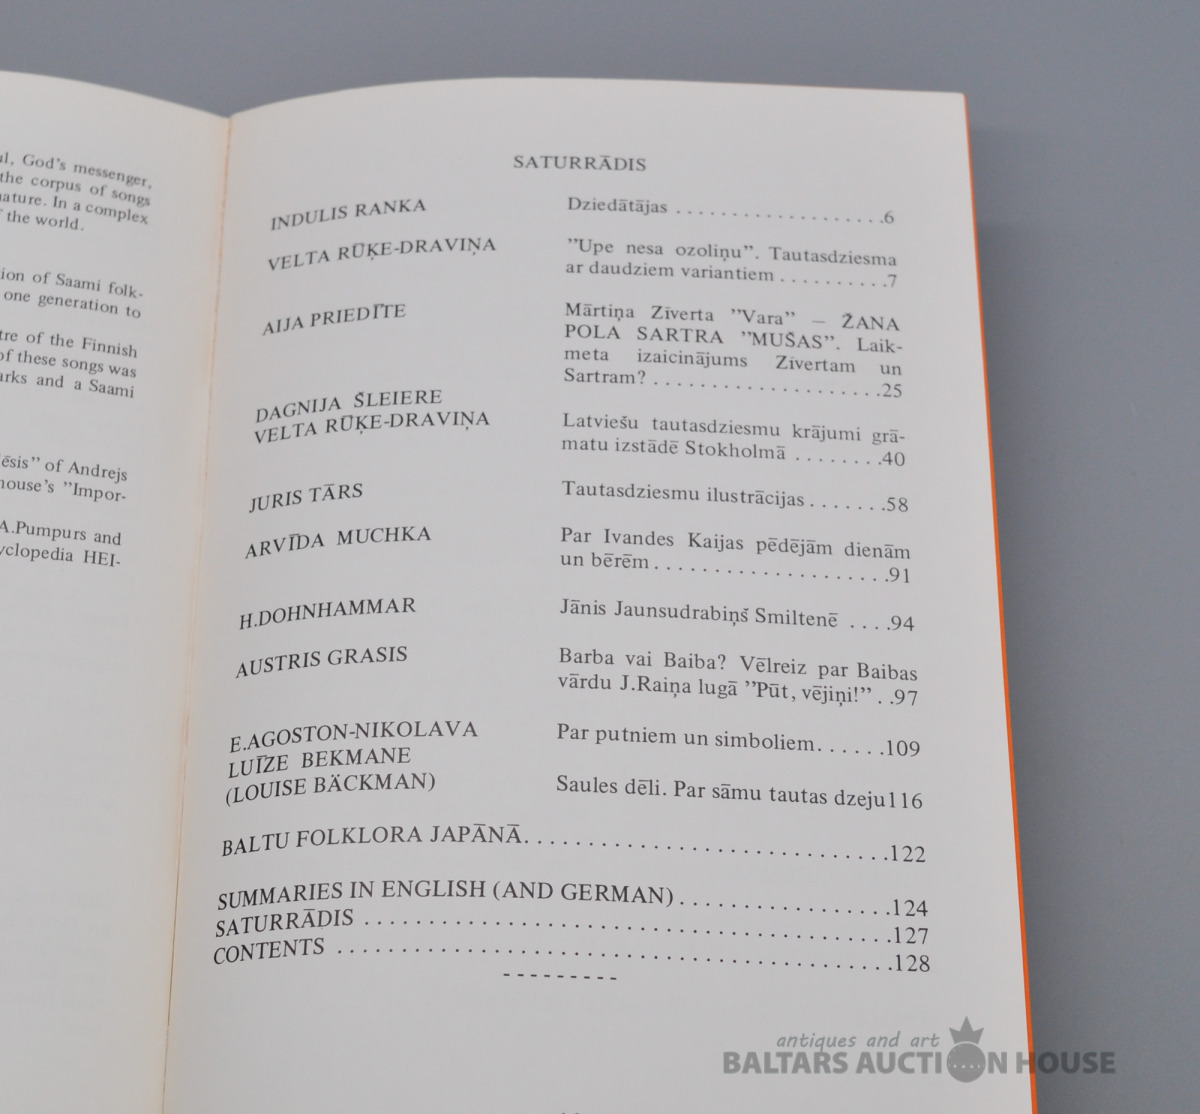 ul, God's messenger,
the corpus of songs
nature. In a complex
the world.
tion of Saami folk-
one generation to
tre of the Finnish
of these songs was
arks and a Saami
ēsis" of Andrejs
house's "Impor-
A.Pumpurs and
yclopedia HEI-
SATURRĀDIS
INDULIS RANKA Dziedātājas . . . . . . . . . . . . . . . . . . .6
VELTA RŪĶE-DRAVIŅA "Upe nesa ozoliņu". Tautasdziesma
ar daudziem variantiem . . . . . . . . . .7
AIJA PRIEDĪTE Mārtiņa Zīverta "Vara" – ŽANA
POLA SARTRA "MUŠAS". Laik-
meta izaicinājums Zīvertam un
Sartram? . . . . . . . . . . . . . . . . . . . . .25
DAGNIJA ŠLEIERE
VELTA RŪĶE-DRAVIŅA Latviešu tautasdziesmu krājumi grā-
matu izstādē Stokholmā . . . . . . . .40
JURIS TĀRS Tautasdziesmu ilustrācijas . . . . . . .58
ARVĪDA MUCHKA Par Ivandes Kaijas pēdējām dienām
un bērēm . . . . . . . . . . . . . . . . . . . . .91
H.DOHNHAMMAR Jānis Jaunsudrabiņš Smiltenē . . . .94
AUSTRIS GRASIS Barba vai Baiba? Vēlreiz par Baibas
vārdu J.Raiņa lugā "Pūt, vējiņi!" . .97
E.AGOSTON-NIKOLAVA Par putniem un simboliem. . . . . .109
LUĪZE BEKMANE
(LOUISE BÄCKMAN) Saules dēli. Par sāmu tautas dzeju116
BALTU FOLKLORA JAPĀNĀ. . . . . . . . . . . . . . . . . . . . . . . . . . . . .122
SUMMARIES IN ENGLISH (AND GERMAN) . . . . . . . . . . . . . . . . .124
SATURRĀDIS . . . . . . . . . . . . . . . . . . . . . . . . . . . . . . . . . . . . . . . . .127
CONTENTS . . . . . . . . . . . . . . . . . . . . . . . . . . . . . . . . . . . . . . . . . . .128
- - - - - - - - -
antiques and art
BALTARS AUCTION HOUSE